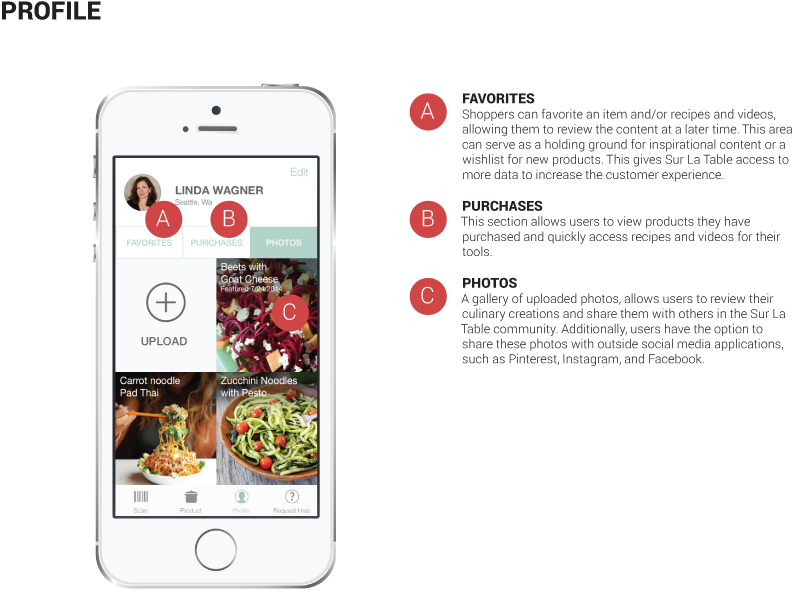 PROFILE
Edit
LINDA WAGNER
Seattle, Wa
A
B
FAVORITES
PURCHASES
PHOTOS
UPLOAD
Beets with
Goat Cheese
Featured 7/24/2014
C
Carrot noodle
Pad Thai
Zucchini Noodles
with Pesto
Scan
Product
Profile
Request Help
A
FAVORITES
Shoppers can favorite an item and/or recipes and videos,
allowing them to review the content at a later time. This area
can serve as a holding ground for inspirational content or a
wishlist for new products. This gives Sur La Table access to
more data to increase the customer experience.
B
PURCHASES
This section allows users to view products they have
purchased and quickly access recipes and videos for their
tools.
C
PHOTOS
A gallery of uploaded photos, allows users to review their
culinary creations and share them with others in the Sur La
Table community. Additionally, users have the option to
share these photos with outside social media applications,
such as Pinterest, Instagram, and Facebook.